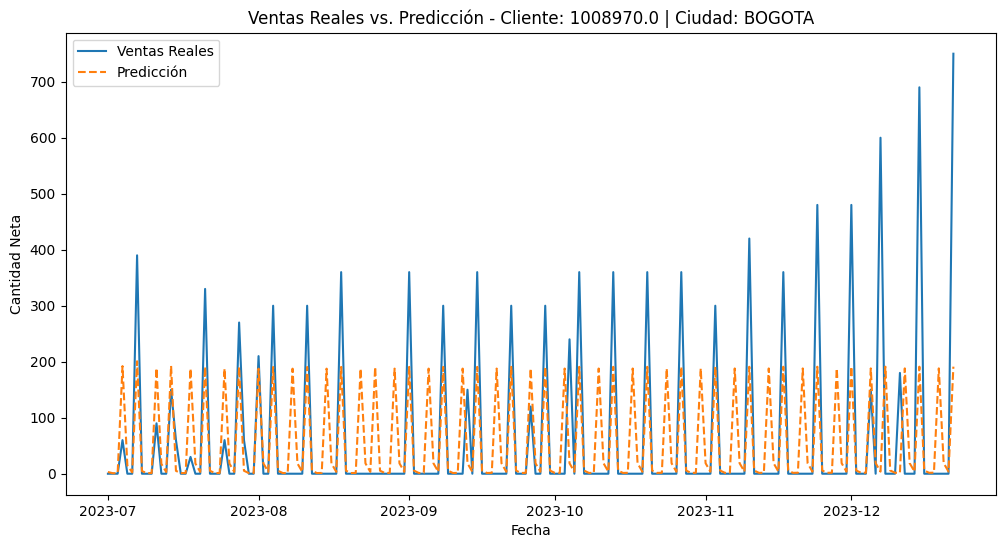 Ventas Reales vs. Predicción - Cliente: 1008970.0 | Ciudad: BOGOTA
Ventas Reales
Predicción
Cantidad Neta
700
600
500
400
300
200
100
0
2023-07 2023-08 2023-09 2023-10 2023-11 2023-12
Fecha